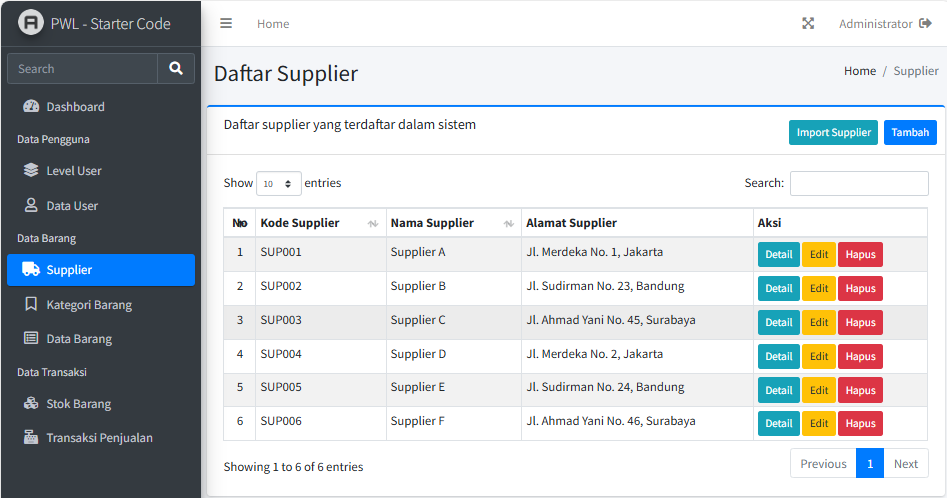 PWL - Starter Code
Search
Dashboard
Data Pengguna
Level User
Data User
Data Barang
Supplier
Kategori Barang
Data Barang
Data Transaksi
Stok Barang
Transaksi Penjualan
Home
Administrator
Daftar Supplier
Home / Supplier
Daftar supplier yang terdaftar dalam sistem
Import Supplier Tambah
Show 10 entries
Search:
No Kode Supplier Nama Supplier Alamat Supplier Aksi
1 SUP001 Supplier A Jl. Merdeka No. 1, Jakarta Detail Edit Hapus
2 SUP002 Supplier B Jl. Sudirman No. 23, Bandung Detail Edit Hapus
3 SUP003 Supplier C Jl. Ahmad Yani No. 45, Surabaya Detail Edit Hapus
4 SUP004 Supplier D Jl. Merdeka No. 2, Jakarta Detail Edit Hapus
5 SUP005 Supplier E Jl. Sudirman No. 24, Bandung Detail Edit Hapus
6 SUP006 Supplier F Jl. Ahmad Yani No. 46, Surabaya Detail Edit Hapus
Showing 1 to 6 of 6 entries
Previous 1 Next